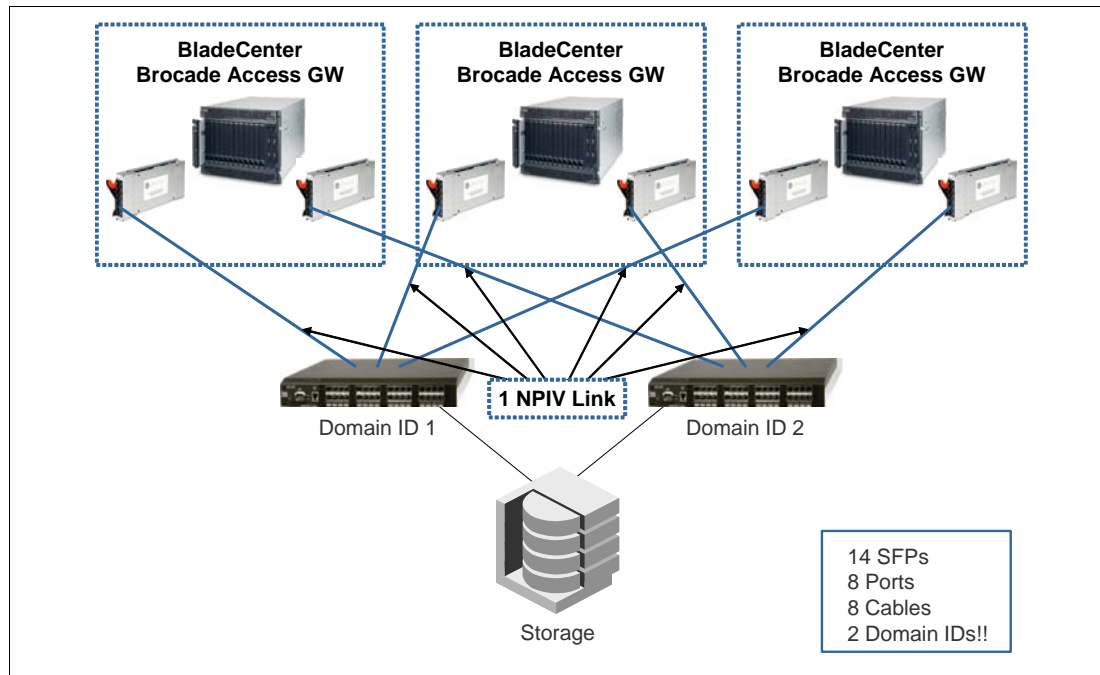 BladeCenter
Brocade Access GW
BladeCenter
Brocade Access GW
BladeCenter
Brocade Access GW
1 NPIV Link
Domain ID 1
Domain ID 2
Storage
14 SFPs
8 Ports
8 Cables
2 Domain IDs!!